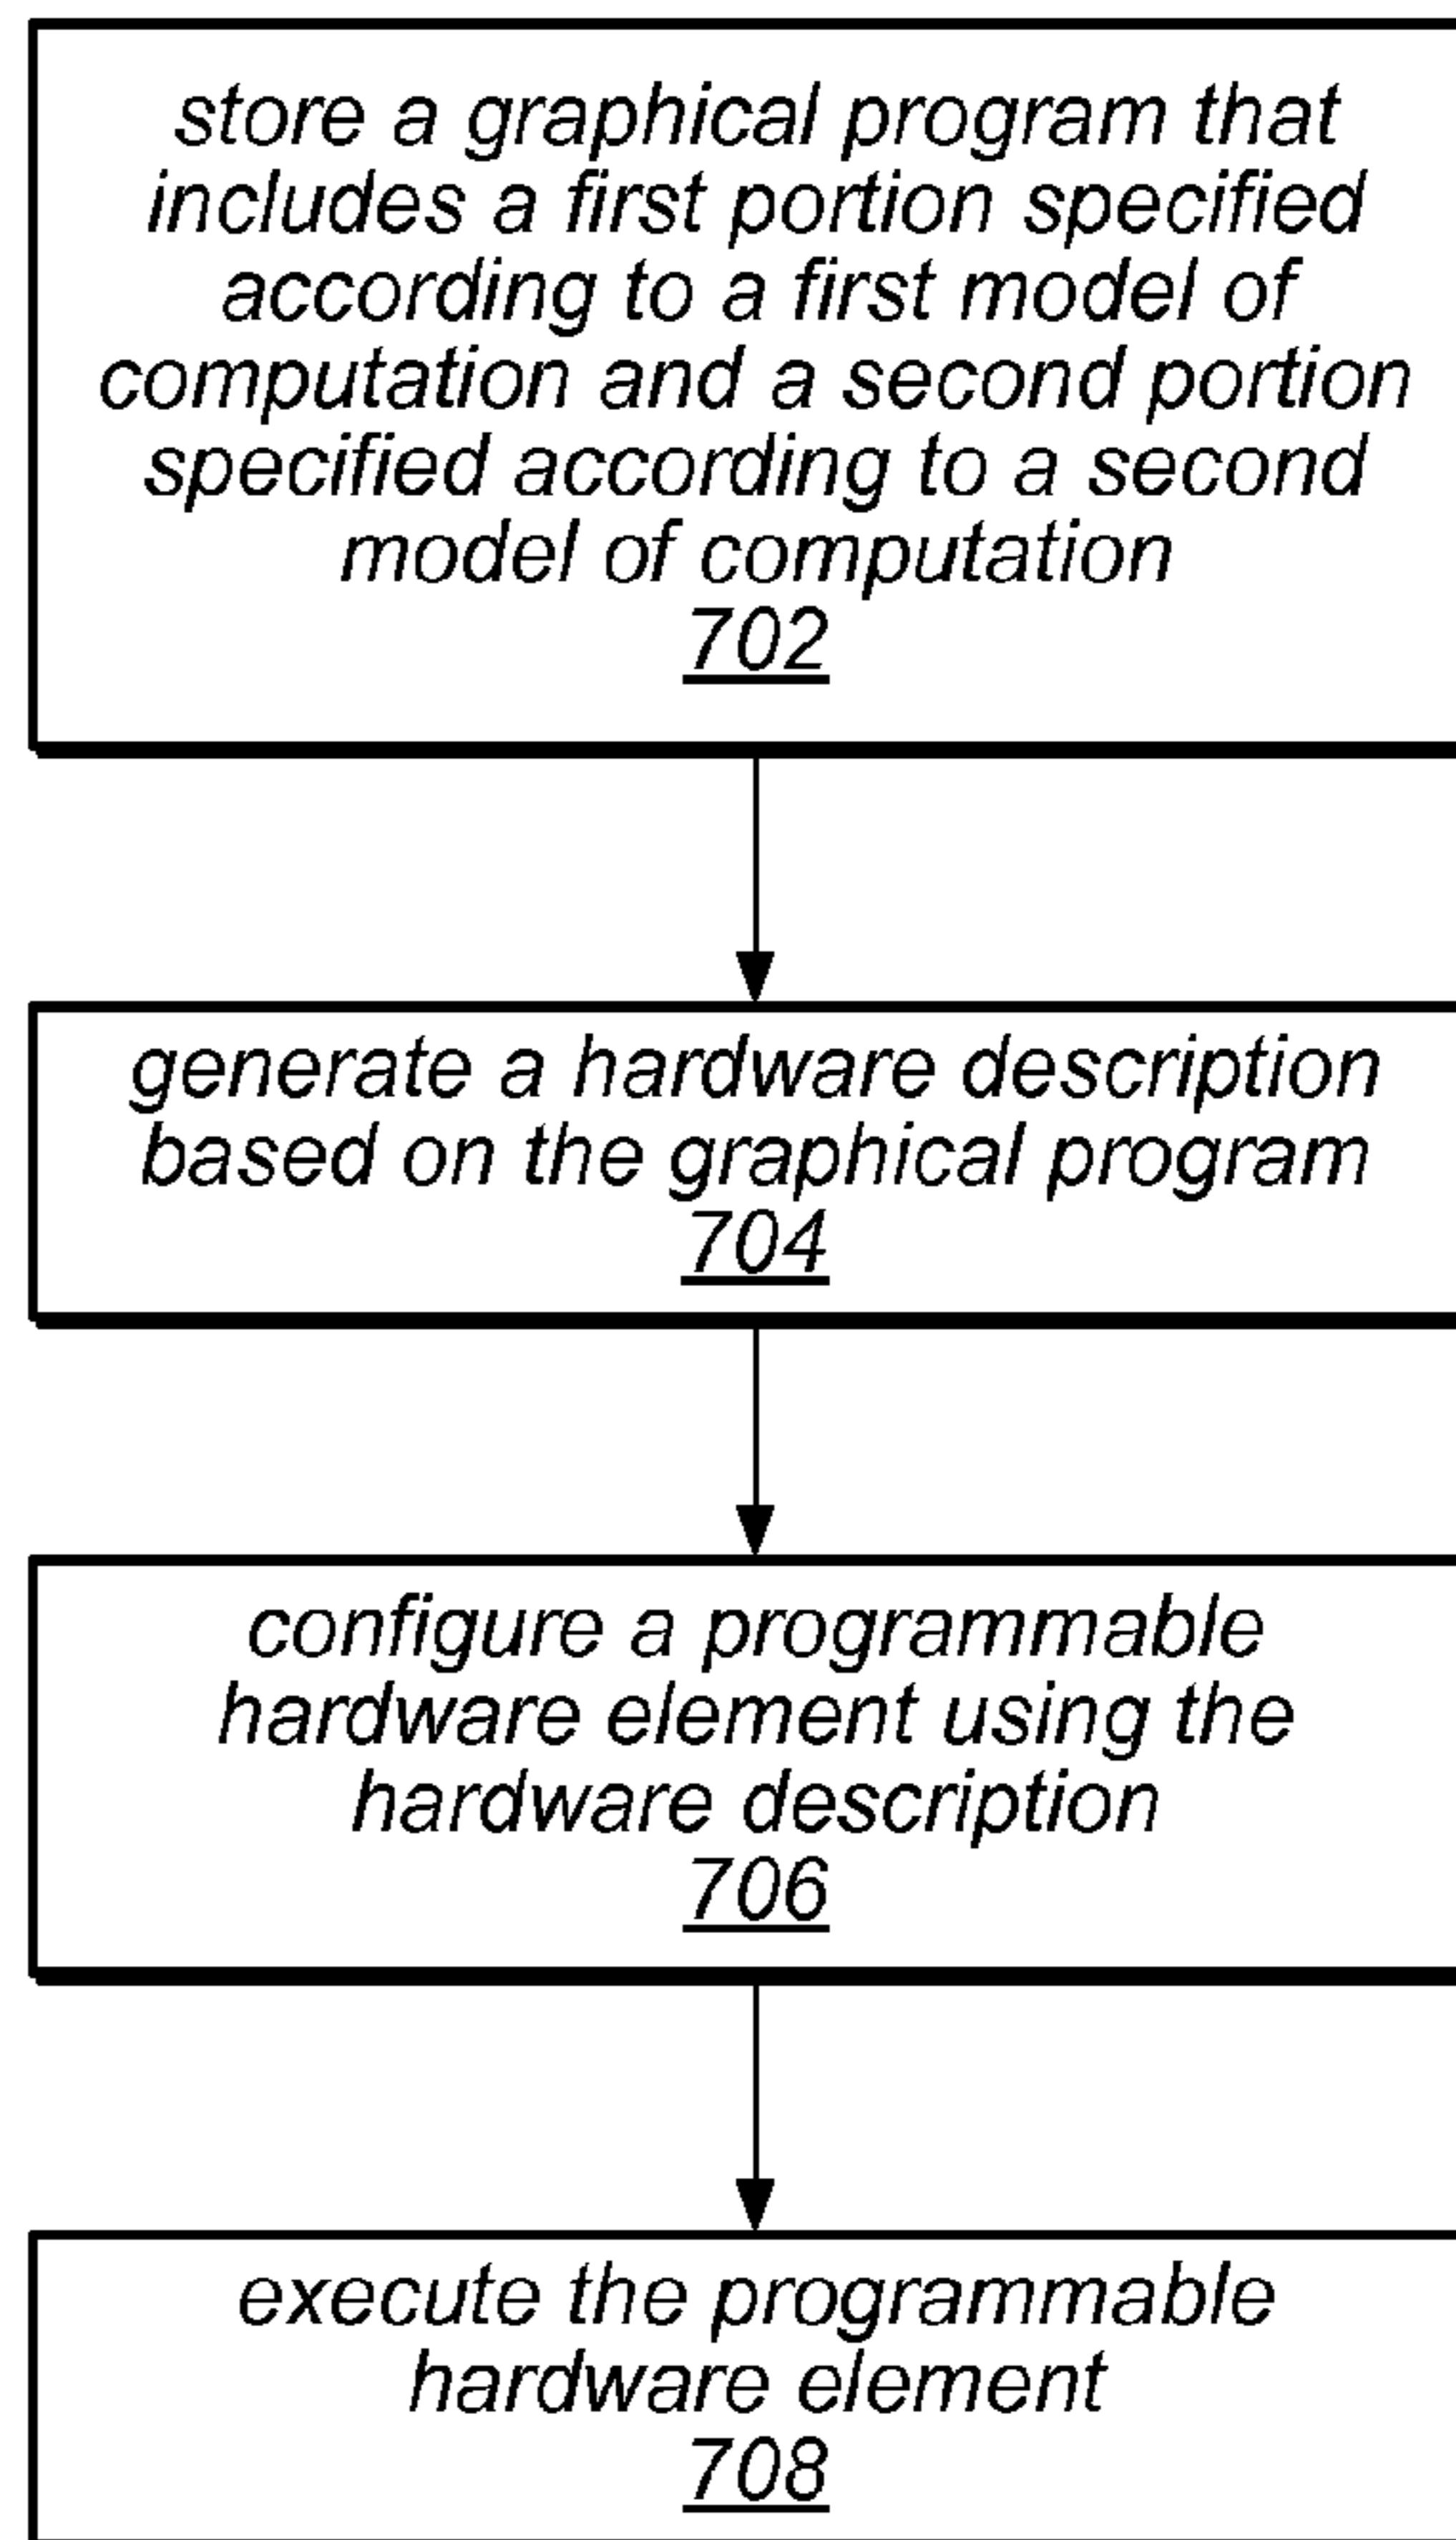 store a graphical program that
includes a first portion specified
according to a first model of
computation and a second portion
specified according to a second
model of computation
702
generate a hardware description
based on the graphical program
704
configure a programmable
hardware element using the
hardware description
706
execute the programmable
hardware element
708